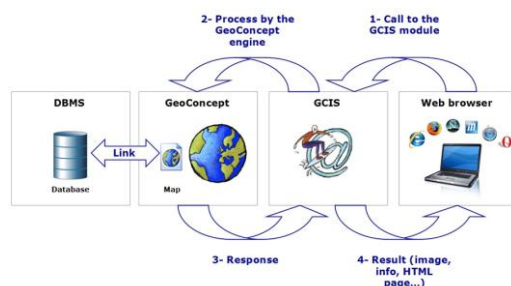 2- Process by the
GeoConcept
engine
1- Call to the
GCIS module
DBMS
GeoConcept
GCIS
Web browser
Link
Database
Map
3- Response
4- Result (image,
info, HTML
page...)